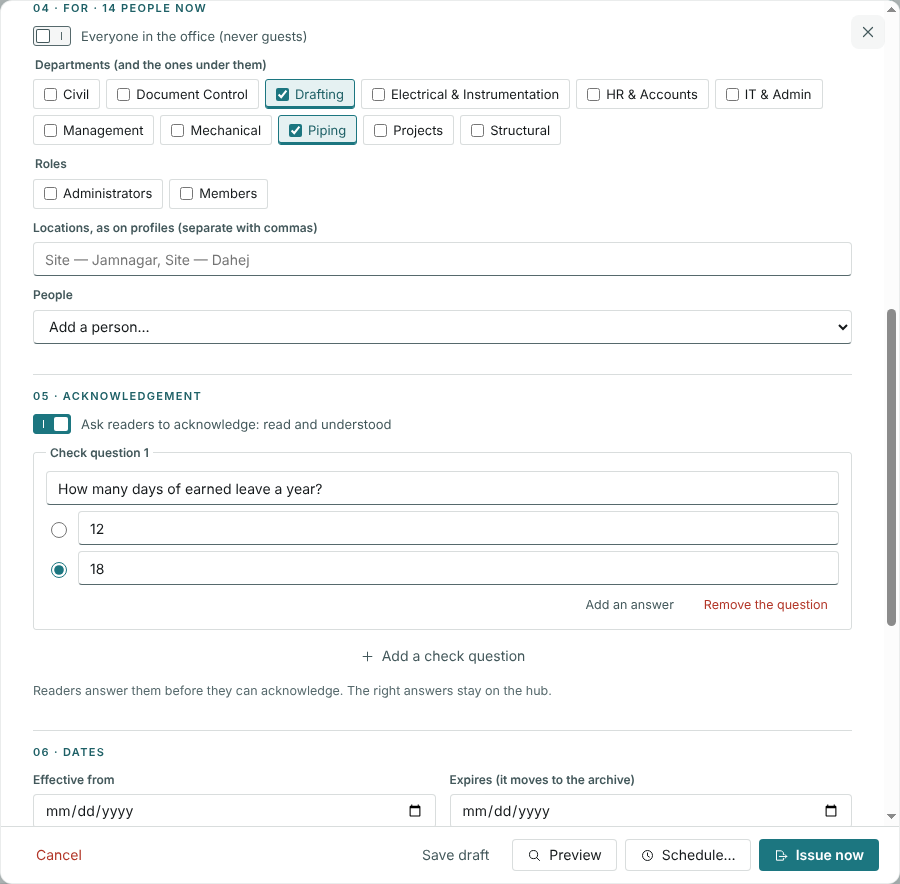 04 · FOR · 14 PEOPLE NOW
Everyone in the office (never guests)
Departments (and the ones under them)
Civil Document Control Drafting Electrical & Instrumentation HR & Accounts IT & Admin
Management Mechanical Piping Projects Structural
Roles
Administrators Members
Locations, as on profiles (separate with commas)
Site — Jamnagar, Site — Dahej
People
Add a person...
05 · ACKNOWLEDGEMENT
Ask readers to acknowledge: read and understood
Check question 1
How many days of earned leave a year?
12
18
Add an answer Remove the question
+ Add a check question
Readers answer them before they can acknowledge. The right answers stay on the hub.
06 · DATES
Effective from Expires (it moves to the archive)
mm/dd/yyyy mm/dd/yyyy
Cancel Save draft Preview Schedule... Issue now